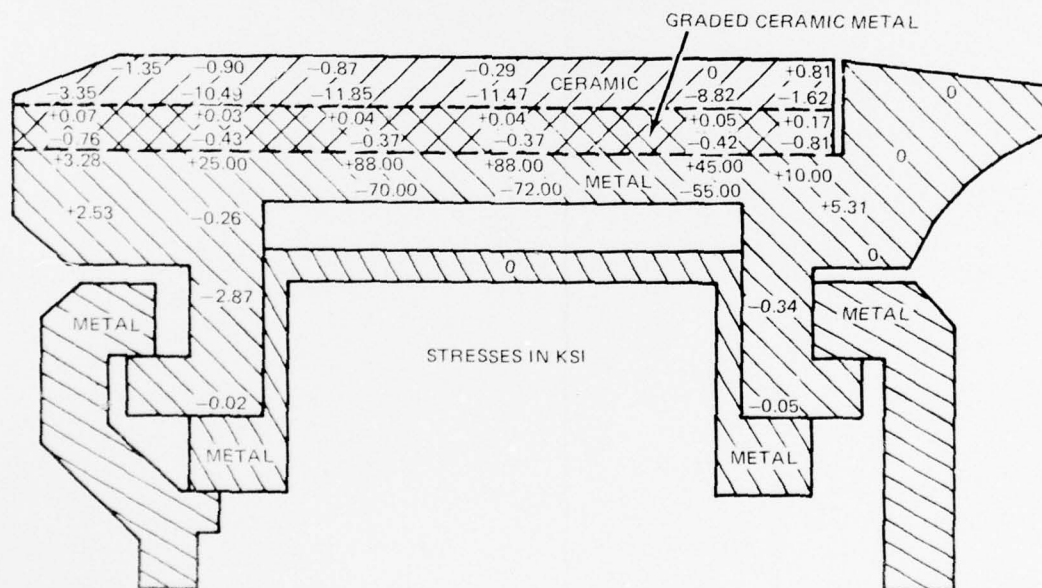 GRADED CERAMIC METAL
−1.35 −0.90 −0.87 −0.29 0 +0.81
CERAMIC
−3.35 −10.49 −11.85 −11.47 −8.82 −1.62
0
+0.07 +0.03 +0.04 +0.04 +0.05 +0.17
−0.76 −0.43 −0.37 −0.37 −0.42 −0.81
+3.28 +25.00 +88.00 +88.00 +45.00 +10.00
0
−70.00 −72.00 METAL −55.00
+2.53 −0.26 +5.31
0
0
−2.87 −0.34
METAL METAL
STRESSES IN KSI
−0.02 −0.05
METAL METAL